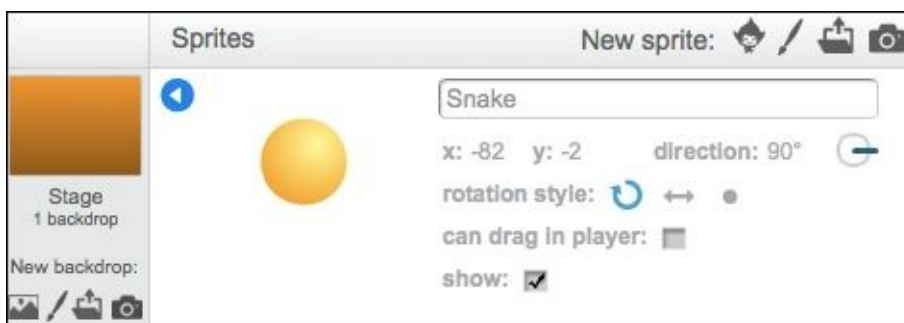 Sprites
New sprite:
Stage
1 backdrop
New backdrop:
Snake
x: -82 y: -2 direction: 90°
rotation style:
can drag in player:
show: